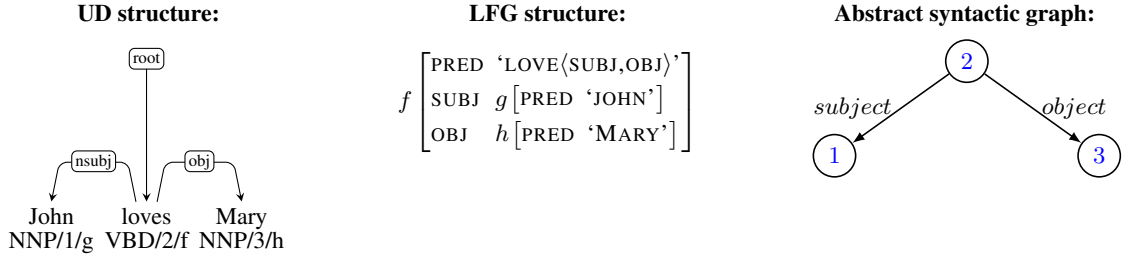 UD structure:
root
nsubj obj
John loves Mary
NNP/1/g VBD/2/f NNP/3/h
LFG structure:
f [PRED ‘LOVE⟨SUBJ,OBJ⟩’
SUBJ g[PRED ‘JOHN’]
OBJ h[PRED ‘MARY’]]
Abstract syntactic graph:
2
subject object
1 3